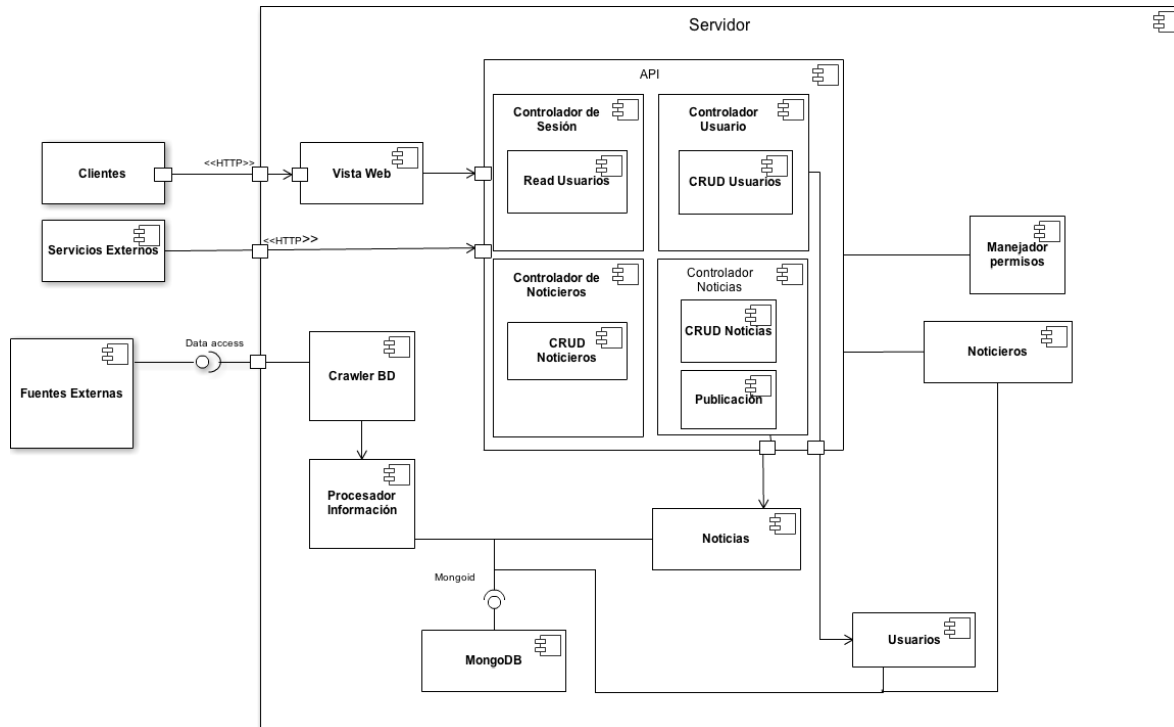 Servidor
API
Controlador de
Sesión
Controlador
Usuario
<<HTTP>>
Clientes
Vista Web
Read Usuarios
CRUD Usuarios
<<HTTP>>
Servicios Externos
Manejador
permisos
Controlador de
Noticieros
Controlador
Noticias
CRUD
Noticieros
CRUD Noticias
Publicación
Noticieros
Data access
Fuentes Externas
Crawler BD
Procesador
Información
Noticias
Mongoid
MongoDB
Usuarios